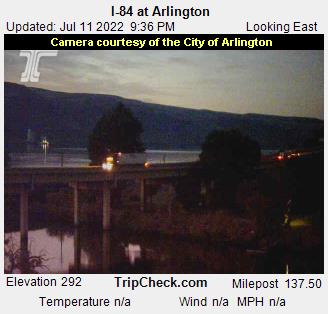 I-84 at Arlington
Updated: Jul 11 2022 9:36 PM Looking East
Camera courtesy of the City of Arlington
Elevation 292 TripCheck.com Milepost 137.50
Temperature n/a Wind n/a MPH n/a